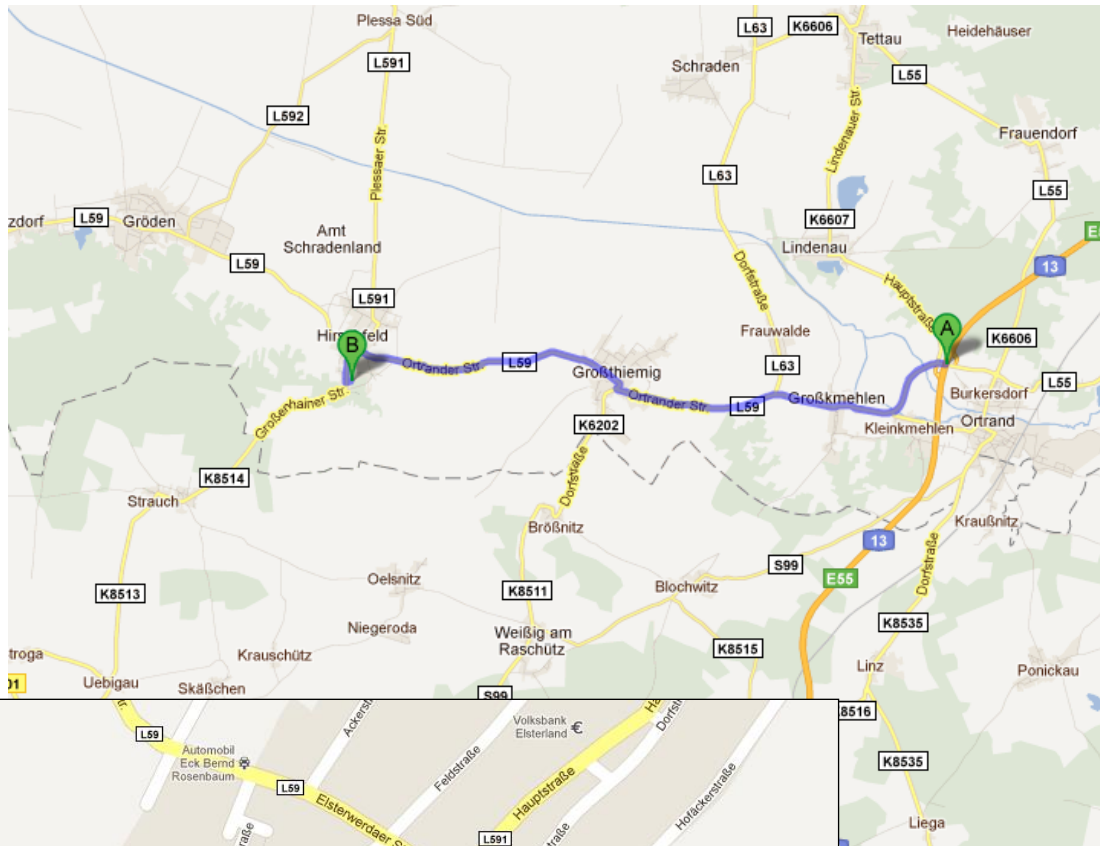 Plessa Süd
L63
K6606
Tettau
Heidehäuser
L591
Schraden
L55
L592
Plessaer Str.
Lindenauer Str.
Frauendorf
L63
L55
zdorf
L59
Gröden
K6607
Amt
Schradenland
Lindenau
L59
Dorfstraße
13
L591
Hauptstraße
B
Frauwalde
A
K6606
Ortrander Str.
L59
L63
Großthiemig
L55
Großenhainer Str.
Ortrander Str.
L59
Großkmehlen
Burkersdorf
K6202
Kleinkmehlen
Ortrand
K8514
Dorfstraße
Strauch
Kraußnitz
Brößnitz
13
Oelsnitz
Blochwitz
S99
E55
Dorfstraße
K8513
K8511
Niegeroda
Weißig am
Raschütz
K8535
Krauschütz
K8515
troga
Linz
Ponickau
Uebigau
Skäßchen
S99
Str.
L59
Automobil
Eck Bernd
Rosenbaum
Volksbank
Elsterland
Feldstraße
Hauptstraße
Hofäckerstraße
K8535
L59
Elsterwerdaer
L591
Liega